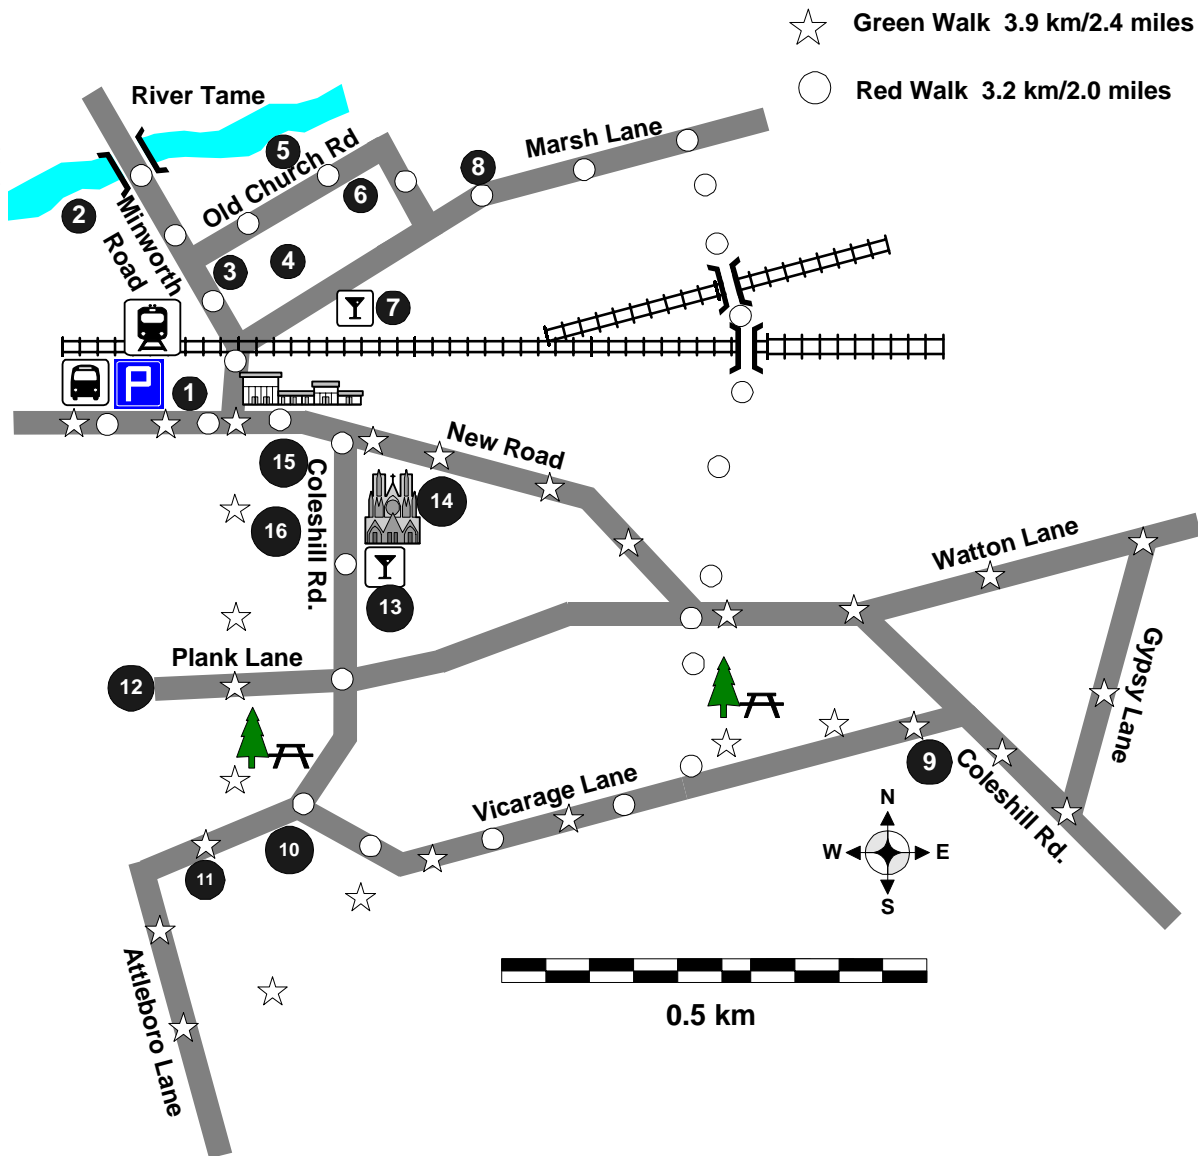 Green Walk 3.9 km/2.4 miles
Red Walk 3.2 km/2.0 miles
River Tame
Marsh Lane
Old Church Rd
5
8
6
2
Minworth
Road
3
4
7
P
1
New Road
15
Coleshill Rd.
14
16
Watton Lane
13
Plank Lane
12
Gypsy Lane
9
Coleshill Rd.
Vicarage Lane
N
W E
S
10
11
Attleboro Lane
0.5 km